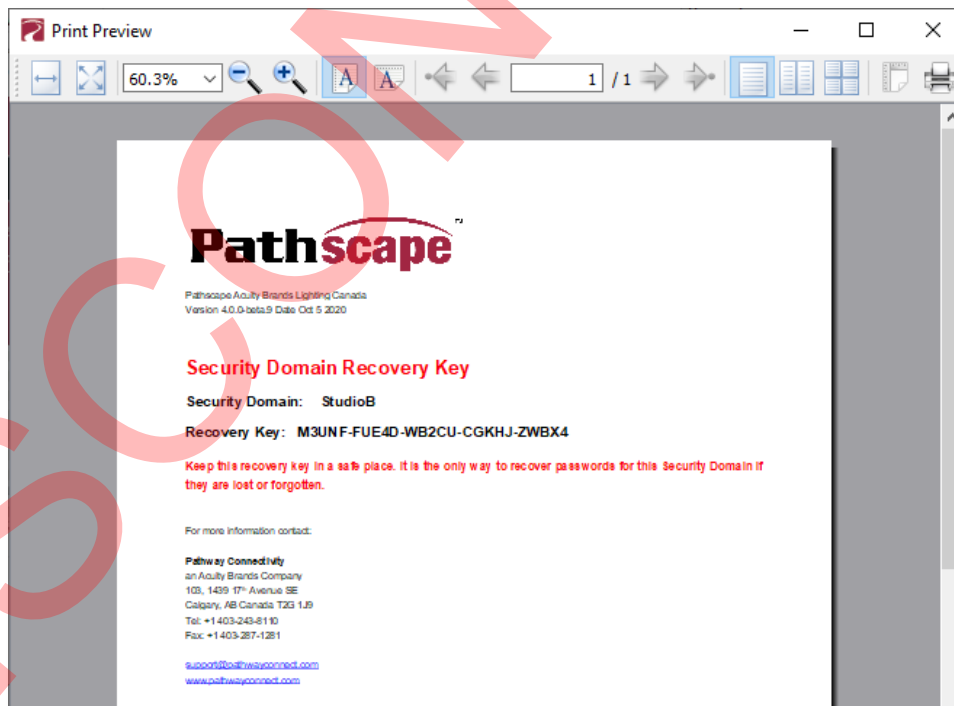 Print Preview
60.3%
1 / 1
Pathscape
Pathscape Acuity Brands Lighting Canada
Version 4.0.0-beta.9 Date Oct 5 2020
Security Domain Recovery Key
Security Domain: StudioB
Recovery Key: M3UNF-FUE4D-WB2CU-CGKHJ-ZWBX4
Keep this recovery key in a safe place. It is the only way to recover passwords for this Security Domain if
they are lost or forgotten.
For more information contact:
Pathway Connectivity
an Acuity Brands Company
103, 1439 17th Avenue SE
Calgary, AB Canada T2G 1J9
Tel: +1 403-243-8110
Fax: +1 403-287-1281
support@pathwayconnect.com
www.pathwayconnect.com
SCON